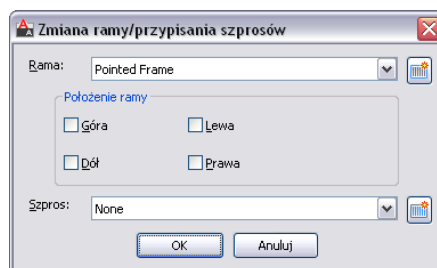 Zmiana ramy/przypisania szprosów
Rama: Pointed Frame
Położenie ramy
Góra Lewa
Dół Prawa
Szpros: None
OK Anuluj